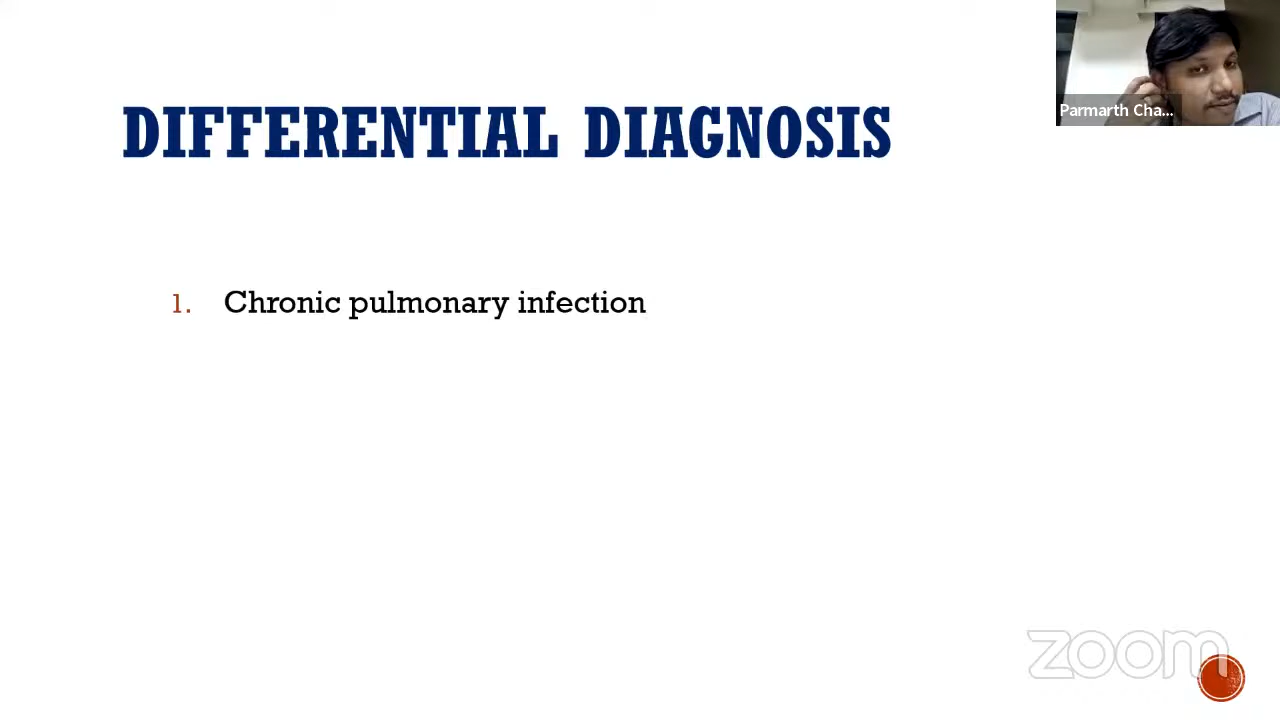 Parmarth Cha...
DIFFERENTIAL DIAGNOSIS
1. Chronic pulmonary infection
zoom